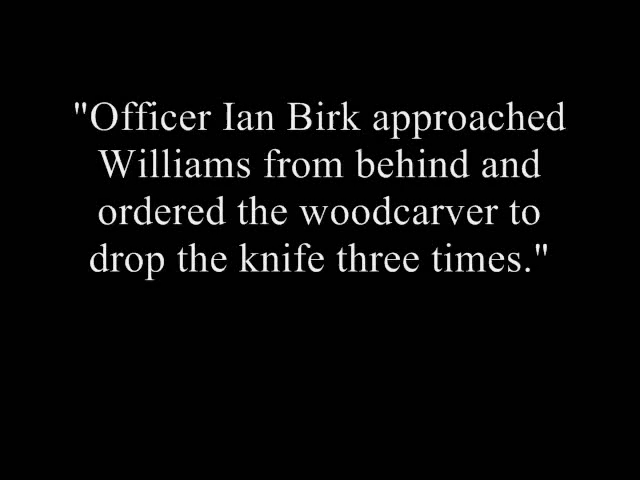 "Officer Ian Birk approached
Williams from behind and
ordered the woodcarver to
drop the knife three times."